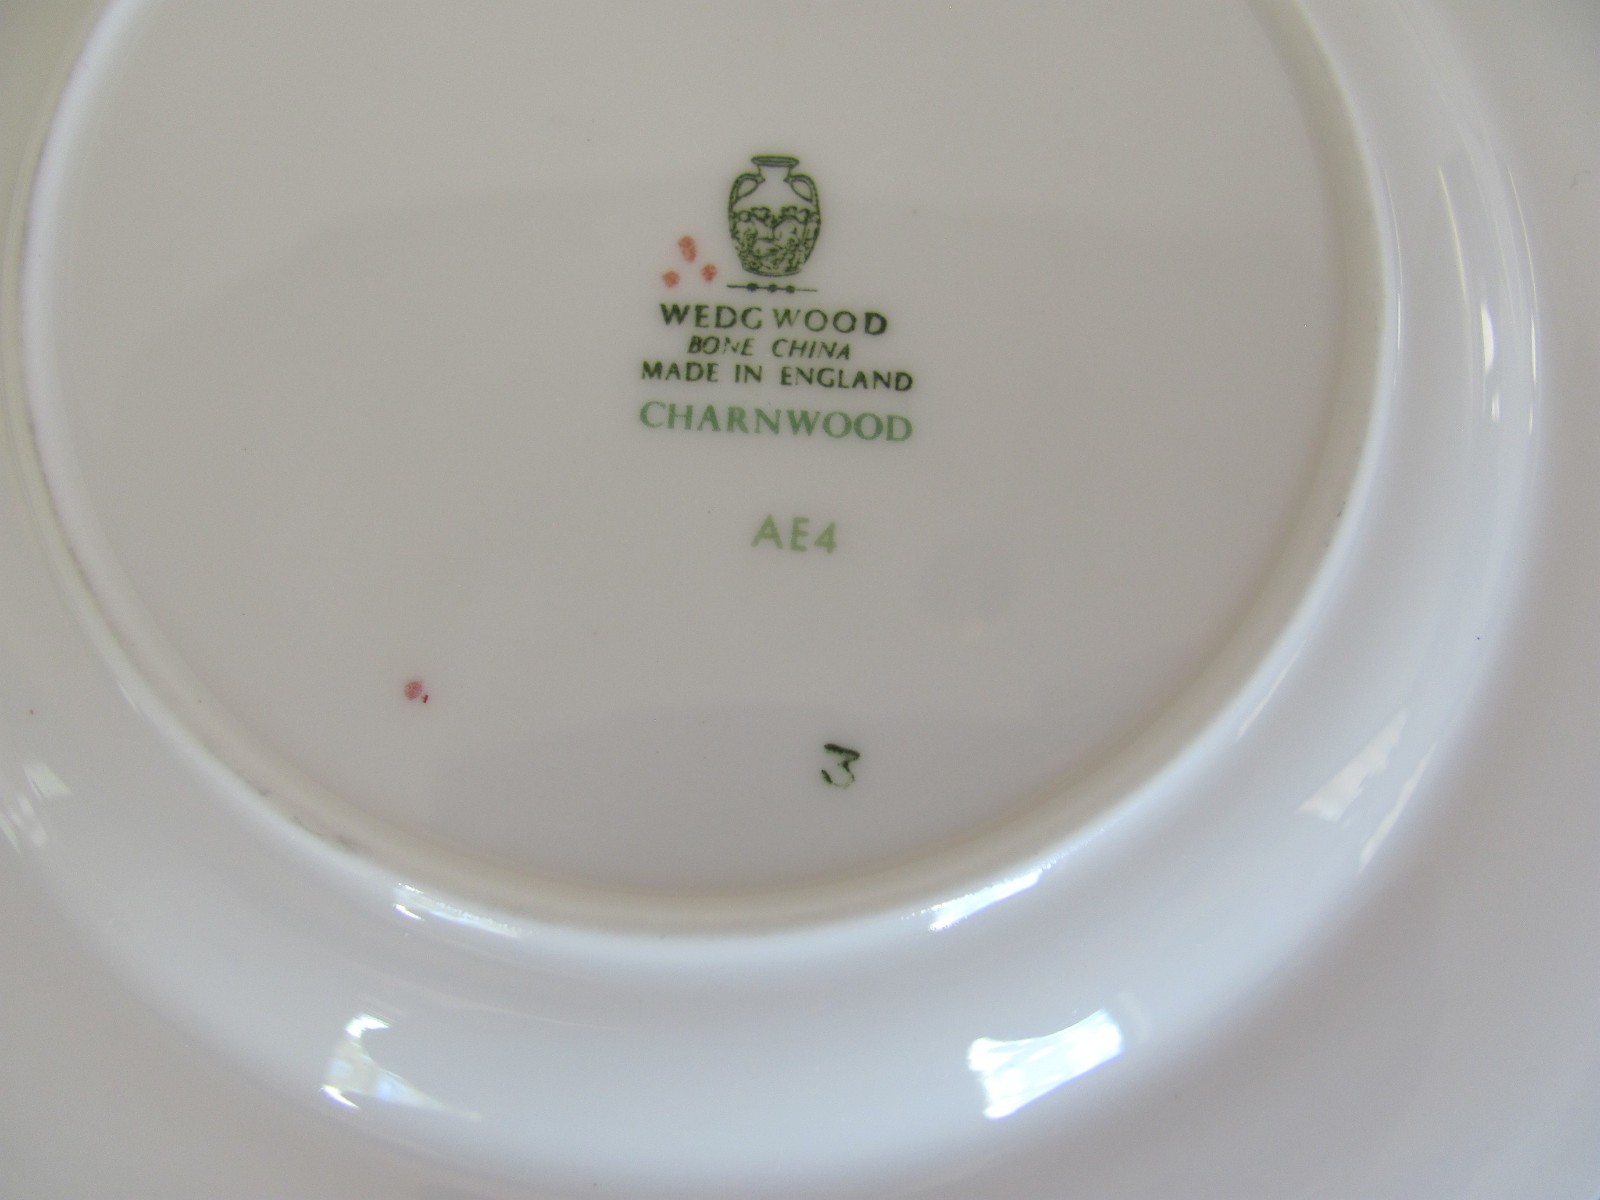 WEDGWOOD
BONE CHINA
MADE IN ENGLAND
CHARNWOOD
AE4
3